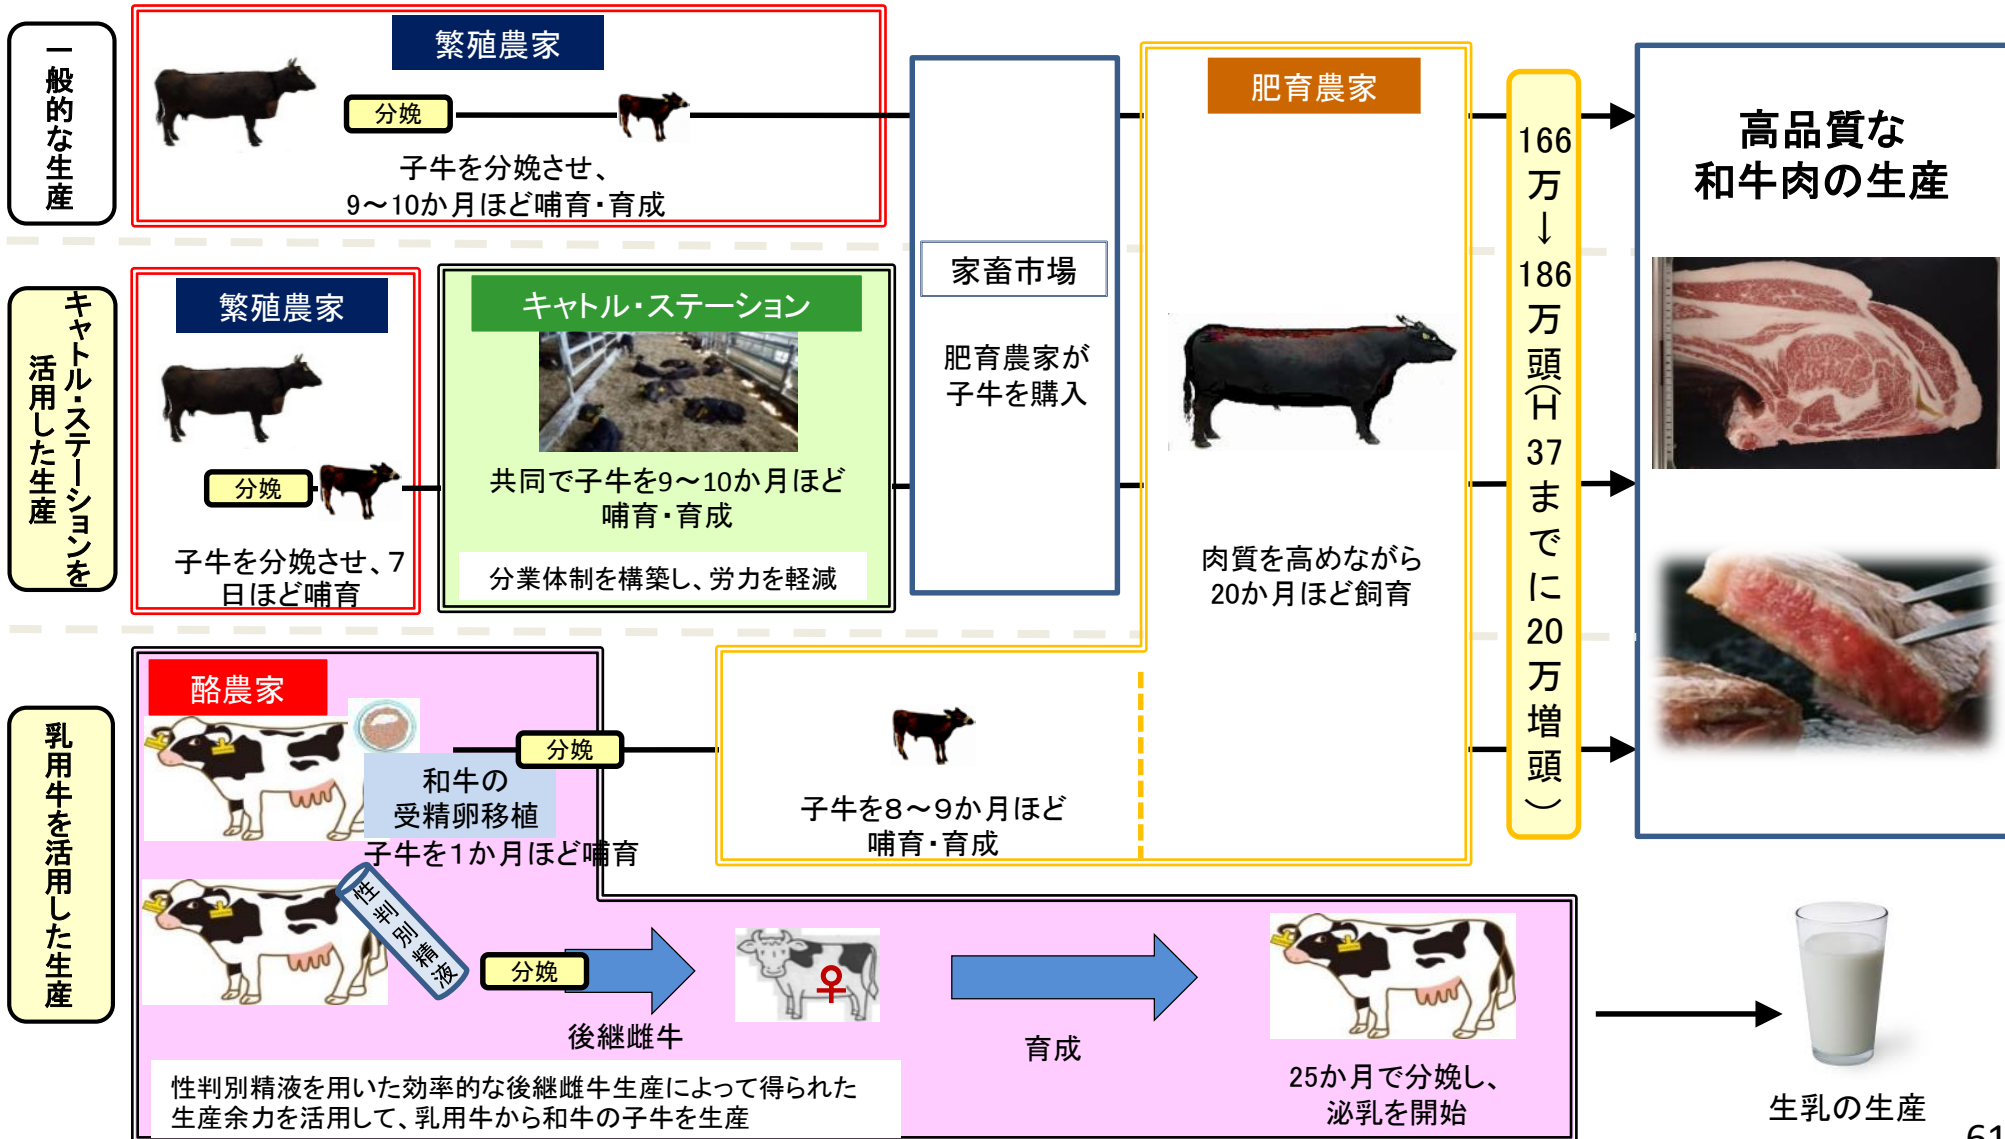 一般的な生産
繁殖農家
分娩
子牛を分娩させ、
9～10か月ほど哺育・育成
キャトル・ステーションを
活用した生産
繁殖農家
分娩
子牛を分娩させ、7
日ほど哺育
キャトル・ステーション
共同で子牛を9～10か月ほど
哺育・育成
分業体制を構築し、労力を軽減
家畜市場
肥育農家が
子牛を購入
肥育農家
肉質を高めながら
20か月ほど飼育
166万→186万頭（H37までに20万増頭）
高品質な
和牛肉の生産
乳用牛を活用した生産
酪農家
和牛の
受精卵移植
分娩
子牛を1か月ほど哺育
子牛を8～9か月ほど
哺育・育成
性判別精液
分娩
後継雌牛
♀
育成
25か月で分娩し、
泌乳を開始
性判別精液を用いた効率的な後継雌牛生産によって得られた
生産余力を活用して、乳用牛から和牛の子牛を生産
生乳の生産
61